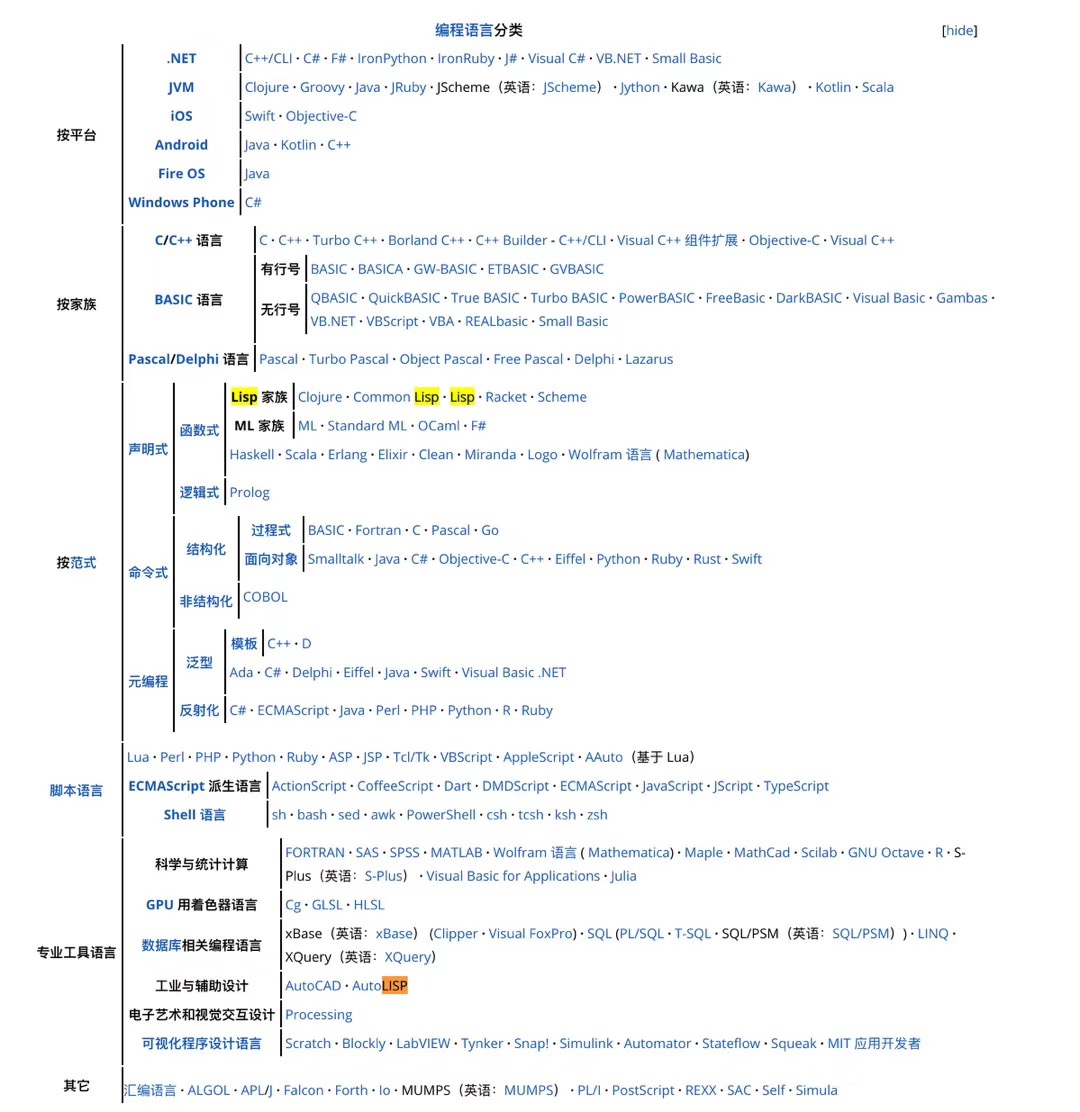 编程语言分类 [hide]
按平台
.NET C++/CLI · C# · F# · IronPython · IronRuby · J# · Visual C# · VB.NET · Small Basic
JVM Clojure · Groovy · Java · JRuby · JScheme（英语：JScheme） · Jython · Kawa（英语：Kawa） · Kotlin · Scala
iOS Swift · Objective-C
Android Java · Kotlin · C++
Fire OS Java
Windows Phone C#
按家族
C/C++ 语言 C · C++ · Turbo C++ · Borland C++ · C++ Builder - C++/CLI · Visual C++ 组件扩展 · Objective-C · Visual C++
BASIC 语言
有行号 BASIC · BASICA · GW-BASIC · ETBASIC · GVBASIC
无行号 QBASIC · QuickBASIC · True BASIC · Turbo BASIC · PowerBASIC · FreeBasic · DarkBASIC · Visual Basic · Gambas ·
VB.NET · VBScript · VBA · REALbasic · Small Basic
Pascal/Delphi 语言 Pascal · Turbo Pascal · Object Pascal · Free Pascal · Delphi · Lazarus
按范式
声明式
函数式
Lisp 家族 Clojure · Common Lisp · Lisp · Racket · Scheme
ML 家族 ML · Standard ML · OCaml · F#
Haskell · Scala · Erlang · Elixir · Clean · Miranda · Logo · Wolfram 语言 ( Mathematica)
逻辑式 Prolog
命令式
结构化
过程式 BASIC · Fortran · C · Pascal · Go
面向对象 Smalltalk · Java · C# · Objective-C · C++ · Eiffel · Python · Ruby · Rust · Swift
非结构化 COBOL
元编程
泛型
模板 C++ · D
Ada · C# · Delphi · Eiffel · Java · Swift · Visual Basic .NET
反射化 C# · ECMAScript · Java · Perl · PHP · Python · R · Ruby
脚本语言
Lua · Perl · PHP · Python · Ruby · ASP · JSP · Tcl/Tk · VBScript · AppleScript · AAuto（基于 Lua）
ECMAScript 派生语言 ActionScript · CoffeeScript · Dart · DMDScript · ECMAScript · JavaScript · JScript · TypeScript
Shell 语言 sh · bash · sed · awk · PowerShell · csh · tcsh · ksh · zsh
专业工具语言
科学与统计计算 FORTRAN · SAS · SPSS · MATLAB · Wolfram 语言 ( Mathematica) · Maple · MathCad · Scilab · GNU Octave · R · S-
Plus（英语：S-Plus） · Visual Basic for Applications · Julia
GPU 用着色器语言 Cg · GLSL · HLSL
数据库相关编程语言 xBase（英语：xBase） (Clipper · Visual FoxPro) · SQL (PL/SQL · T-SQL · SQL/PSM（英语：SQL/PSM）) · LINQ ·
XQuery（英语：XQuery）
工业与辅助设计 AutoCAD · AutoLISP
电子艺术和视觉交互设计 Processing
可视化程序设计语言 Scratch · Blockly · LabVIEW · Tynker · Snap! · Simulink · Automator · Stateflow · Squeak · MIT 应用开发者
其它 汇编语言 · ALGOL · APL/J · Falcon · Forth · Io · MUMPS（英语：MUMPS） · PL/I · PostScript · REXX · SAC · Self · Simula